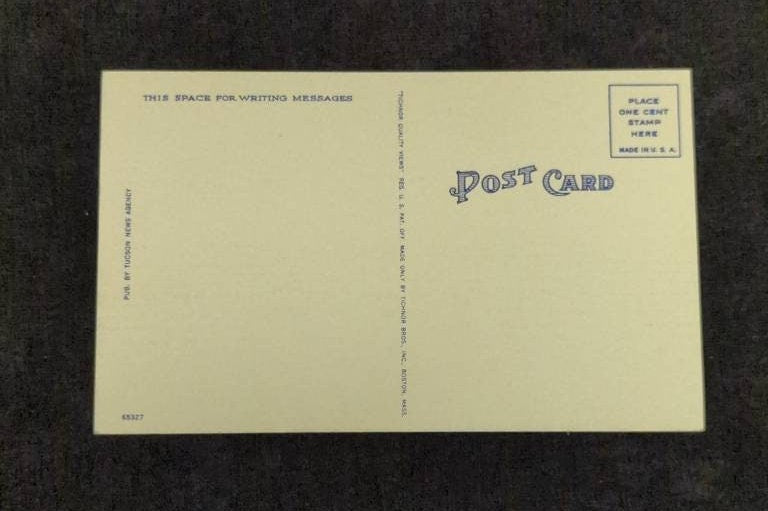 THIS SPACE FOR WRITING MESSAGES
PUB. BY TUCSON NEWS AGENCY
65327
"TICHNOR QUALITY VIEWS" REG. U. S. PAT. OFF. MADE ONLY BY TICHNOR BROS., INC., BOSTON, MASS.
PLACE
ONE CENT
STAMP
HERE
MADE IN U. S. A.
POST CARD